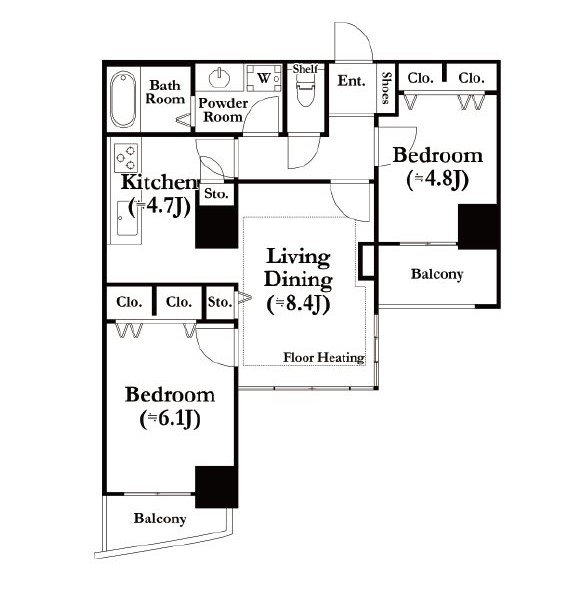 Bath
Room
W
Powder
Room
Shelf
Ent.
Shoes
Clo.
Clo.
Bedroom
(≒4.8J)
Kitchen
(≒4.7J)
Sto.
Living
Dining
(≒8.4J)
Floor Heating
Balcony
Clo.
Clo.
Sto.
Bedroom
(≒6.1J)
Balcony